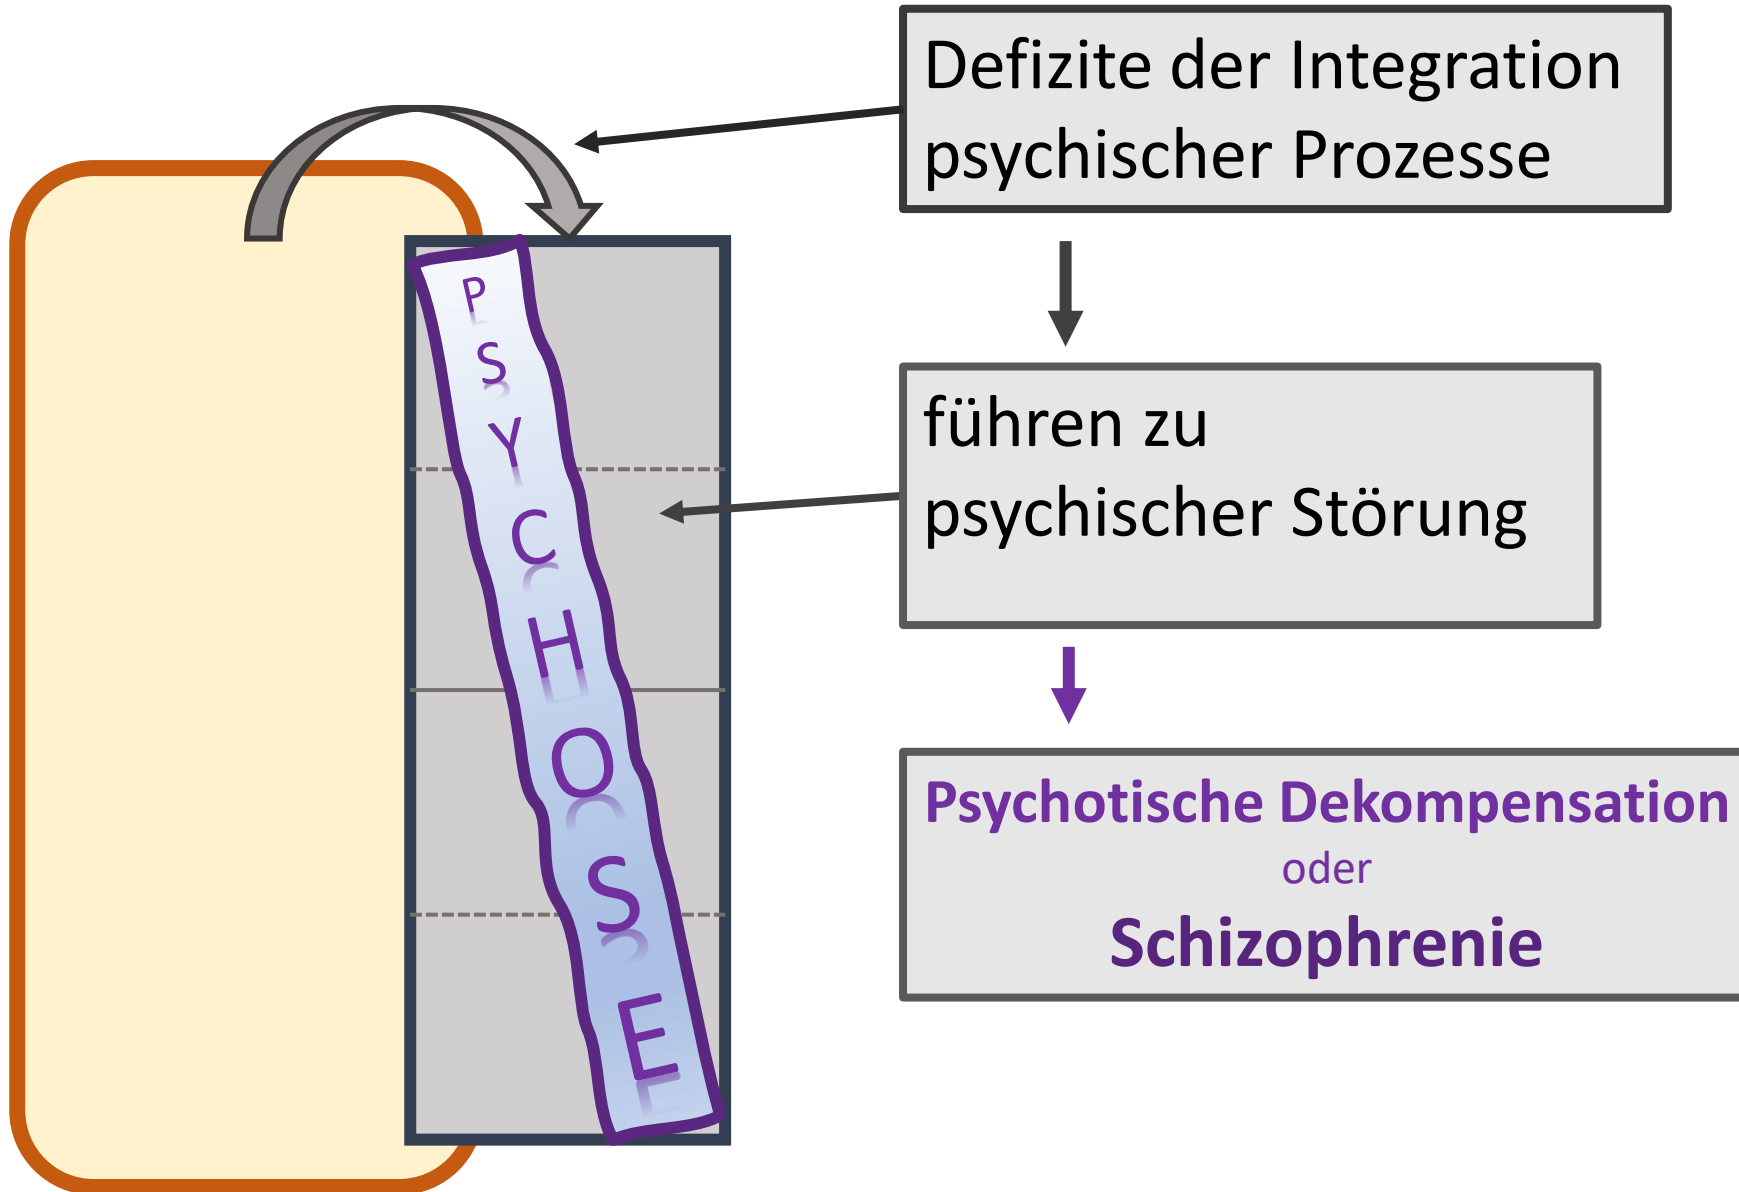 Defizite der Integration
psychischer Prozesse
führen zu
psychischer Störung
Psychotische Dekompensation
oder
Schizophrenie
PSYCHOSE